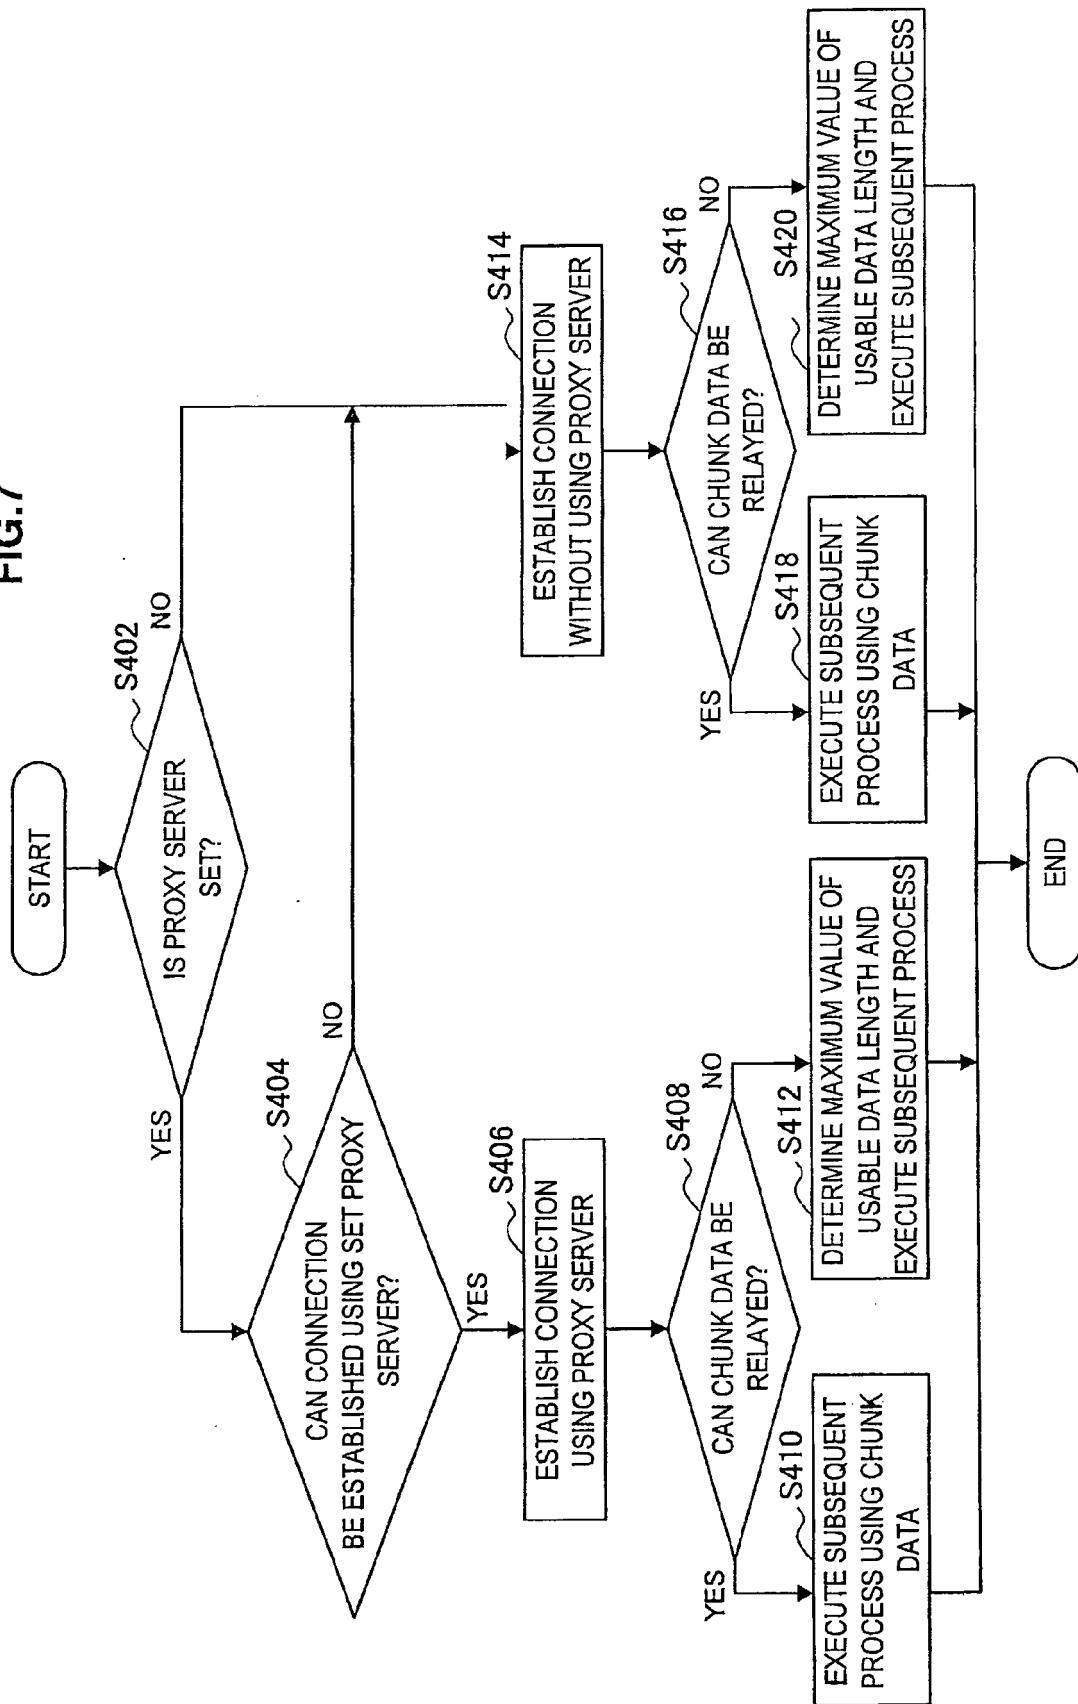 FIG.7
START
S402
IS PROXY SERVER
SET?
YES
NO
S404
CAN CONNECTION
BE ESTABLISHED USING SET PROXY
SERVER?
NO
YES
S406
ESTABLISH CONNECTION
USING PROXY SERVER
S408
CAN CHUNK DATA BE
RELAYED?
YES
NO
S410
EXECUTE SUBSEQUENT
PROCESS USING CHUNK
DATA
S412
DETERMINE MAXIMUM VALUE OF
USABLE DATA LENGTH AND
EXECUTE SUBSEQUENT PROCESS
S414
ESTABLISH CONNECTION
WITHOUT USING PROXY SERVER
S416
CAN CHUNK DATA BE
RELAYED?
YES
NO
S418
EXECUTE SUBSEQUENT
PROCESS USING CHUNK
DATA
S420
DETERMINE MAXIMUM VALUE OF
USABLE DATA LENGTH AND
EXECUTE SUBSEQUENT PROCESS
END